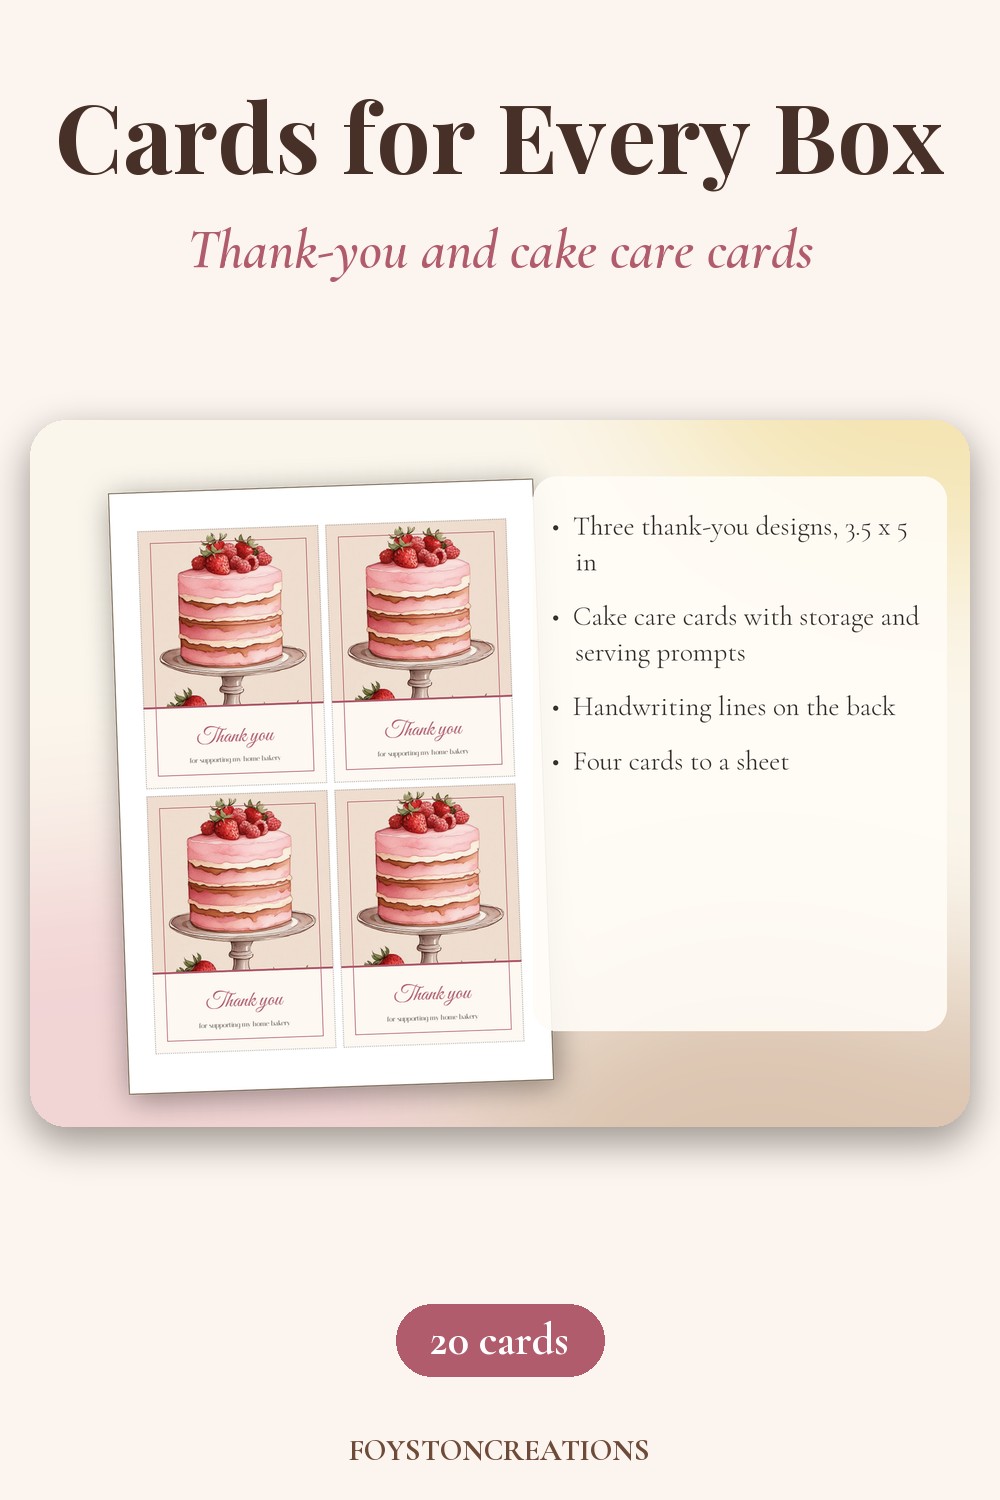 Cards for Every Box
Thank-you and cake care cards
Thank you
for supporting my home bakery
Thank you
for supporting my home bakery
Thank you
for supporting my home bakery
Thank you
for supporting my home bakery
• Three thank-you designs, 3.5 x 5
in
• Cake care cards with storage and
serving prompts
• Handwriting lines on the back
• Four cards to a sheet
20 cards
FOYSTONCREATIONS